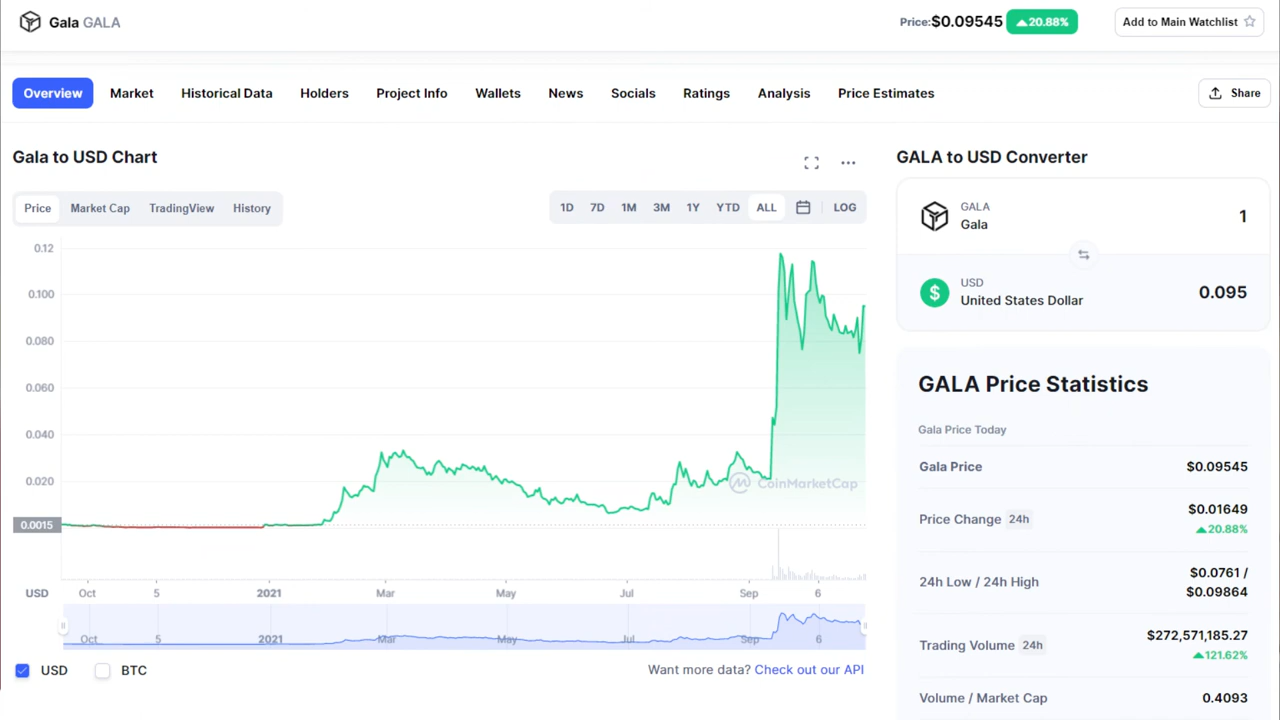 Gala GALA
Price:$0.09545 ▲20.88%
Add to Main Watchlist
Overview Market Historical Data Holders Project Info Wallets News Socials Ratings Analysis Price Estimates
Share
Gala to USD Chart
Price Market Cap TradingView History
1D 7D 1M 3M 1Y YTD ALL LOG
0.12
0.100
0.080
0.060
0.040
0.020
0.0015
CoinMarketCap
USD Oct 5 2021 Mar May Jul Sep 6
Oct 5 2021 Mar May Jul Sep 6
USD BTC
Want more data? Check out our API
GALA to USD Converter
GALA
Gala
1
USD
$ United States Dollar
0.095
GALA Price Statistics
Gala Price Today
Gala Price $0.09545
Price Change 24h $0.01649
▲20.88%
24h Low / 24h High $0.0761 /
$0.09864
Trading Volume 24h $272,571,185.27
▲121.62%
Volume / Market Cap 0.4093